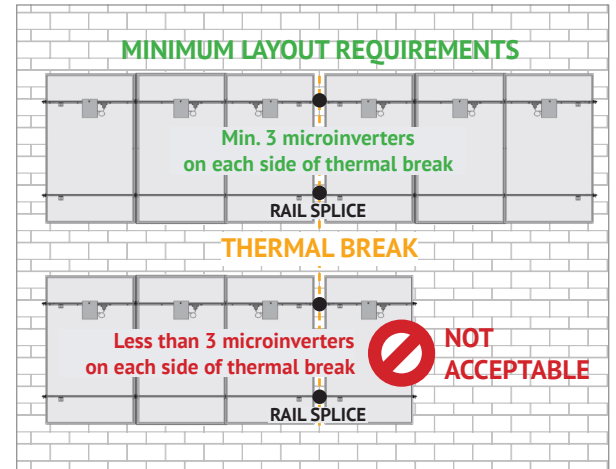 MINIMUM LAYOUT REQUIREMENTS
Min. 3 microinverters
on each side of thermal break
RAIL SPLICE
THERMAL BREAK
Less than 3 microinverters
on each side of thermal break
NOT
ACCEPTABLE
RAIL SPLICE